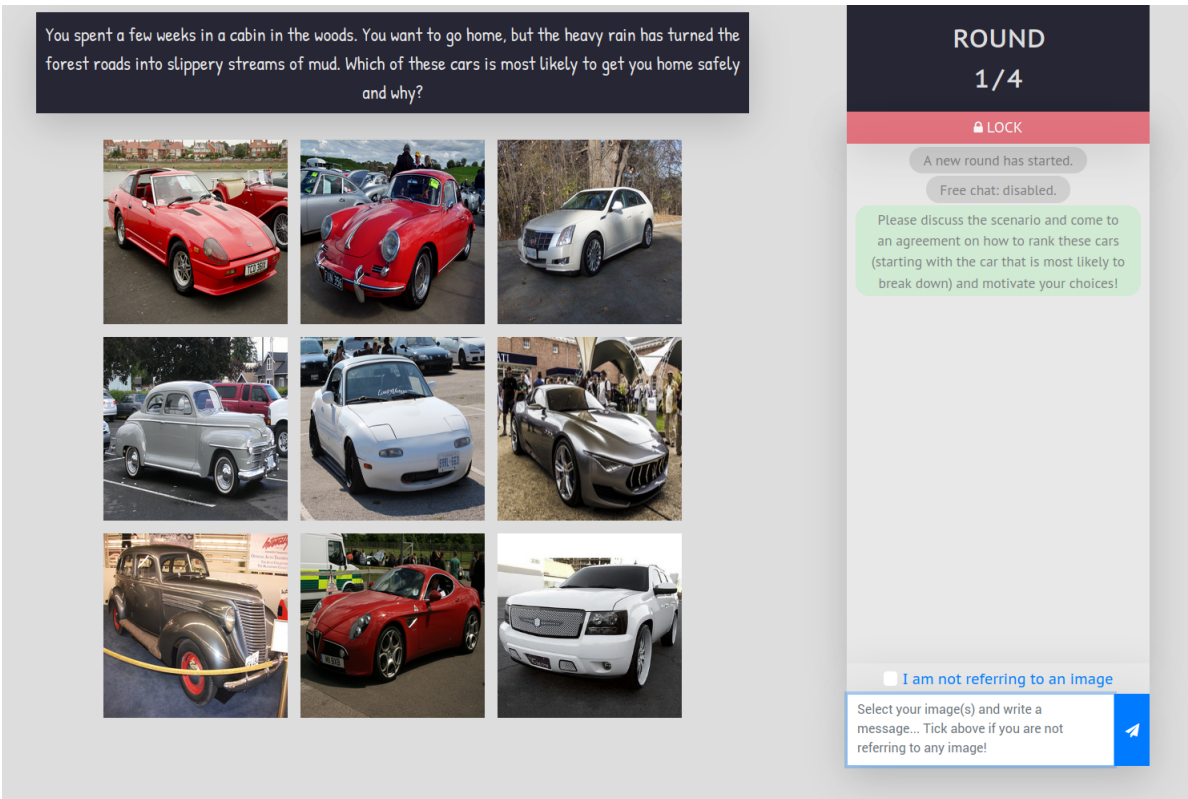 You spent a few weeks in a cabin in the woods. You want to go home, but the heavy rain has turned the
forest roads into slippery streams of mud. Which of these cars is most likely to get you home safely
and why?
ROUND
1/4
LOCK
A new round has started.
Free chat: disabled.
Please discuss the scenario and come to
an agreement on how to rank these cars
(starting with the car that is most likely to
break down) and motivate your choices!
I am not referring to an image
Select your image(s) and write a
message... Tick above if you are not
referring to any image!